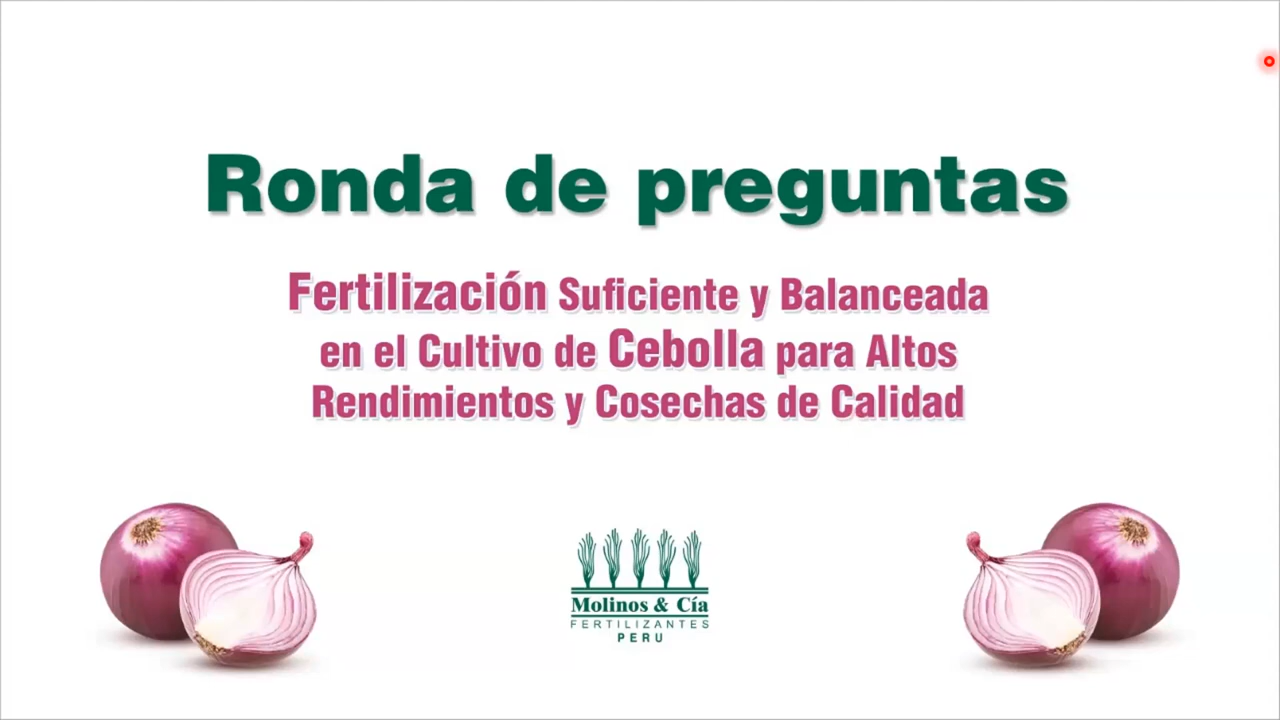 Ronda de preguntas
Fertilización Suficiente y Balanceada
en el Cultivo de Cebolla para Altos
Rendimientos y Cosechas de Calidad
Molinos & Cía
FERTILIZANTES
PERU